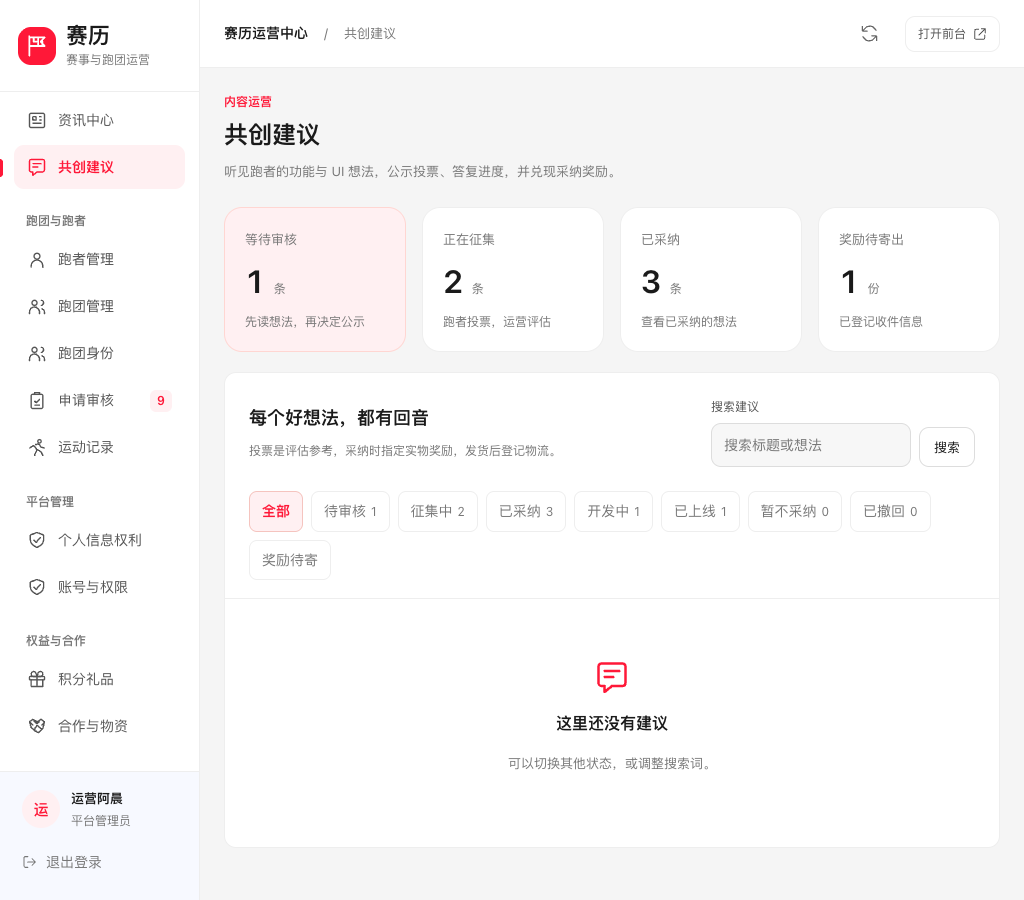 赛历
赛事与跑团运营
资讯中心
共创建议
跑团与跑者
跑者管理
跑团管理
跑团身份
申请审核 9
运动记录
平台管理
个人信息权利
账号与权限
权益与合作
积分礼品
合作与物资
运
运营阿晨
平台管理员
退出登录
赛历运营中心 / 共创建议
打开前台
内容运营
共创建议
听见跑者的功能与 UI 想法，公示投票、答复进度，并兑现采纳奖励。
等待审核
1 条
先读想法，再决定公示
正在征集
2 条
跑者投票，运营评估
已采纳
3 条
查看已采纳的想法
奖励待寄出
1 份
已登记收件信息
每个好想法，都有回音
投票是评估参考，采纳时指定实物奖励，发货后登记物流。
搜索建议
搜索标题或想法
搜索
全部 待审核 1 征集中 2 已采纳 3 开发中 1 已上线 1 暂不采纳 0 已撤回 0
奖励待寄
这里还没有建议
可以切换其他状态，或调整搜索词。